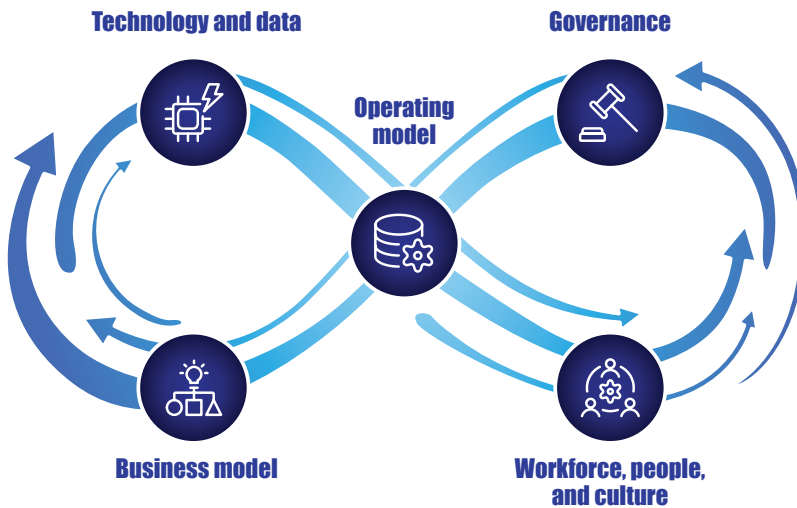 Technology and data
Governance
Operating
model
Business model
Workforce, people,
and culture